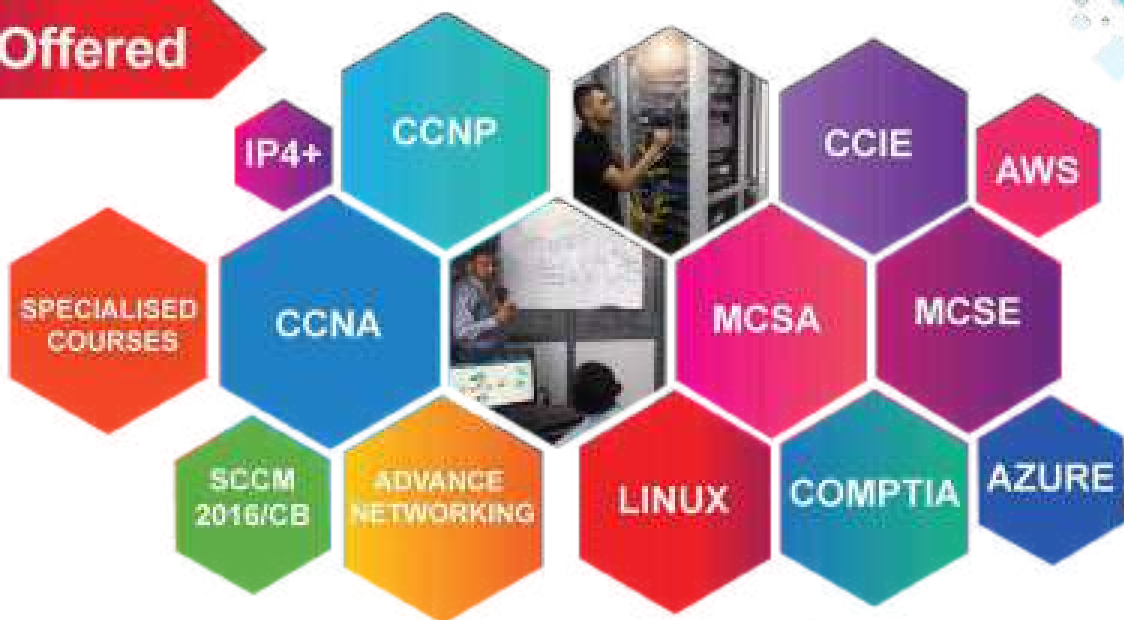 Offered
CCNP
IP4+
CCIE
AWS
SPECIALISED
COURSES
CCNA
MCSA
MCSE
SCCM
2016/CB
ADVANCE
NETWORKING
LINUX
COMPTIA
AZURE